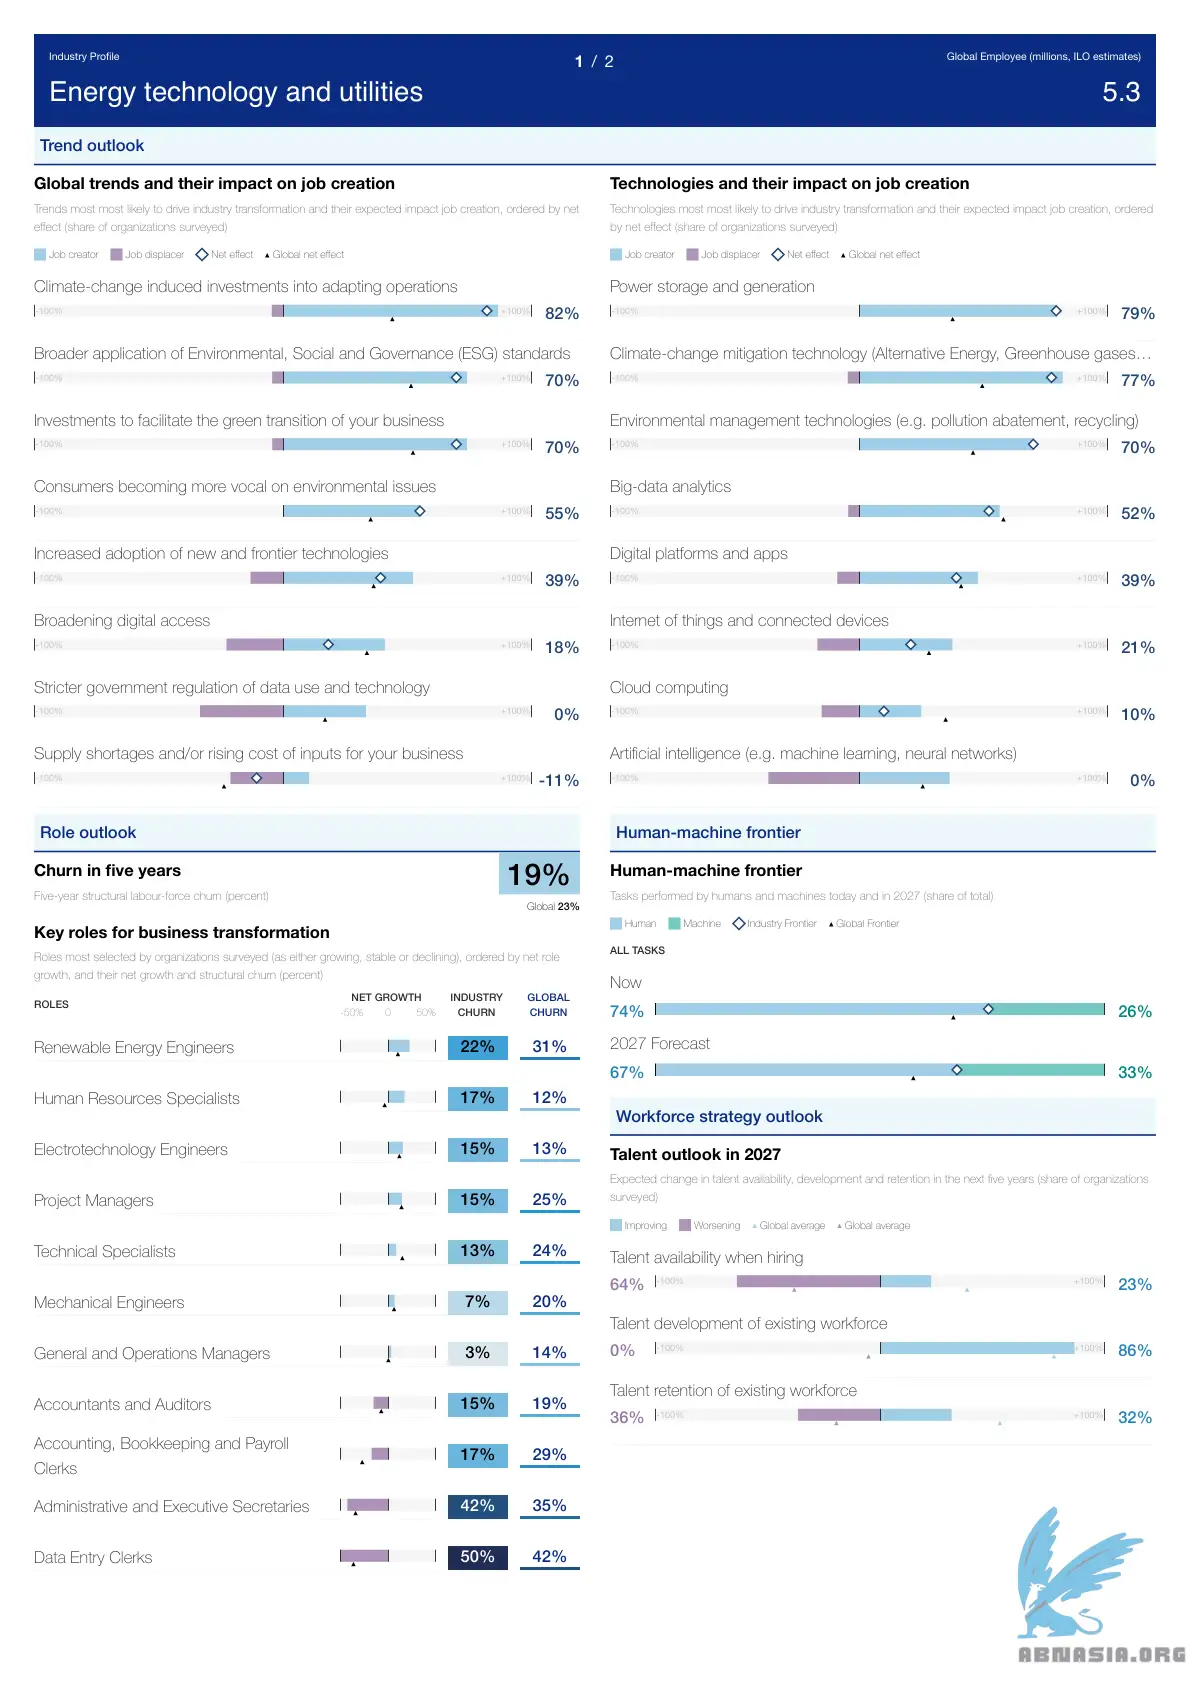 Industry Profile
1 / 2
Global Employee (millions, ILO estimates)
Energy technology and utilities
5.3
Trend outlook
Global trends and their impact on job creation
Trends most most likely to drive industry transformation and their expected impact job creation, ordered by net
effect (share of organizations surveyed)
Job creator Job displacer Net effect Global net effect
Climate-change induced investments into adapting operations
-100% +100% 82%
Broader application of Environmental, Social and Governance (ESG) standards
-100% +100% 70%
Investments to facilitate the green transition of your business
-100% +100% 70%
Consumers becoming more vocal on environmental issues
-100% +100% 55%
Increased adoption of new and frontier technologies
-100% +100% 39%
Broadening digital access
-100% +100% 18%
Stricter government regulation of data use and technology
-100% +100% 0%
Supply shortages and/or rising cost of inputs for your business
-100% +100% -11%
Technologies and their impact on job creation
Technologies most most likely to drive industry transformation and their expected impact job creation, ordered
by net effect (share of organizations surveyed)
Job creator Job displacer Net effect Global net effect
Power storage and generation
-100% +100% 79%
Climate-change mitigation technology (Alternative Energy, Greenhouse gases…
-100% +100% 77%
Environmental management technologies (e.g. pollution abatement, recycling)
-100% +100% 70%
Big-data analytics
-100% +100% 52%
Digital platforms and apps
-100% +100% 39%
Internet of things and connected devices
-100% +100% 21%
Cloud computing
-100% +100% 10%
Artificial intelligence (e.g. machine learning, neural networks)
-100% +100% 0%
Role outlook
Churn in five years
19%
Five-year structural labour-force churn (percent)
Global 23%
Key roles for business transformation
Roles most selected by organizations surveyed (as either growing, stable or declining), ordered by net role
growth, and their net growth and structural churn (percent)
ROLES NET GROWTH INDUSTRY CHURN GLOBAL CHURN
-50% 0 50%
Renewable Energy Engineers 22% 31%
Human Resources Specialists 17% 12%
Electrotechnology Engineers 15% 13%
Project Managers 15% 25%
Technical Specialists 13% 24%
Mechanical Engineers 7% 20%
General and Operations Managers 3% 14%
Accountants and Auditors 15% 19%
Accounting, Bookkeeping and Payroll
Clerks 17% 29%
Administrative and Executive Secretaries 42% 35%
Data Entry Clerks 50% 42%
Human-machine frontier
Human-machine frontier
Tasks performed by humans and machines today and in 2027 (share of total)
Human Machine Industry Frontier Global Frontier
ALL TASKS
Now
74% 26%
2027 Forecast
67% 33%
Workforce strategy outlook
Talent outlook in 2027
Expected change in talent availability, development and retention in the next five years (share of organizations
surveyed)
Improving Worsening Global average Global average
Talent availability when hiring
64% -100% +100% 23%
Talent development of existing workforce
0% -100% +100% 86%
Talent retention of existing workforce
36% -100% +100% 32%
ABNASIA.ORG